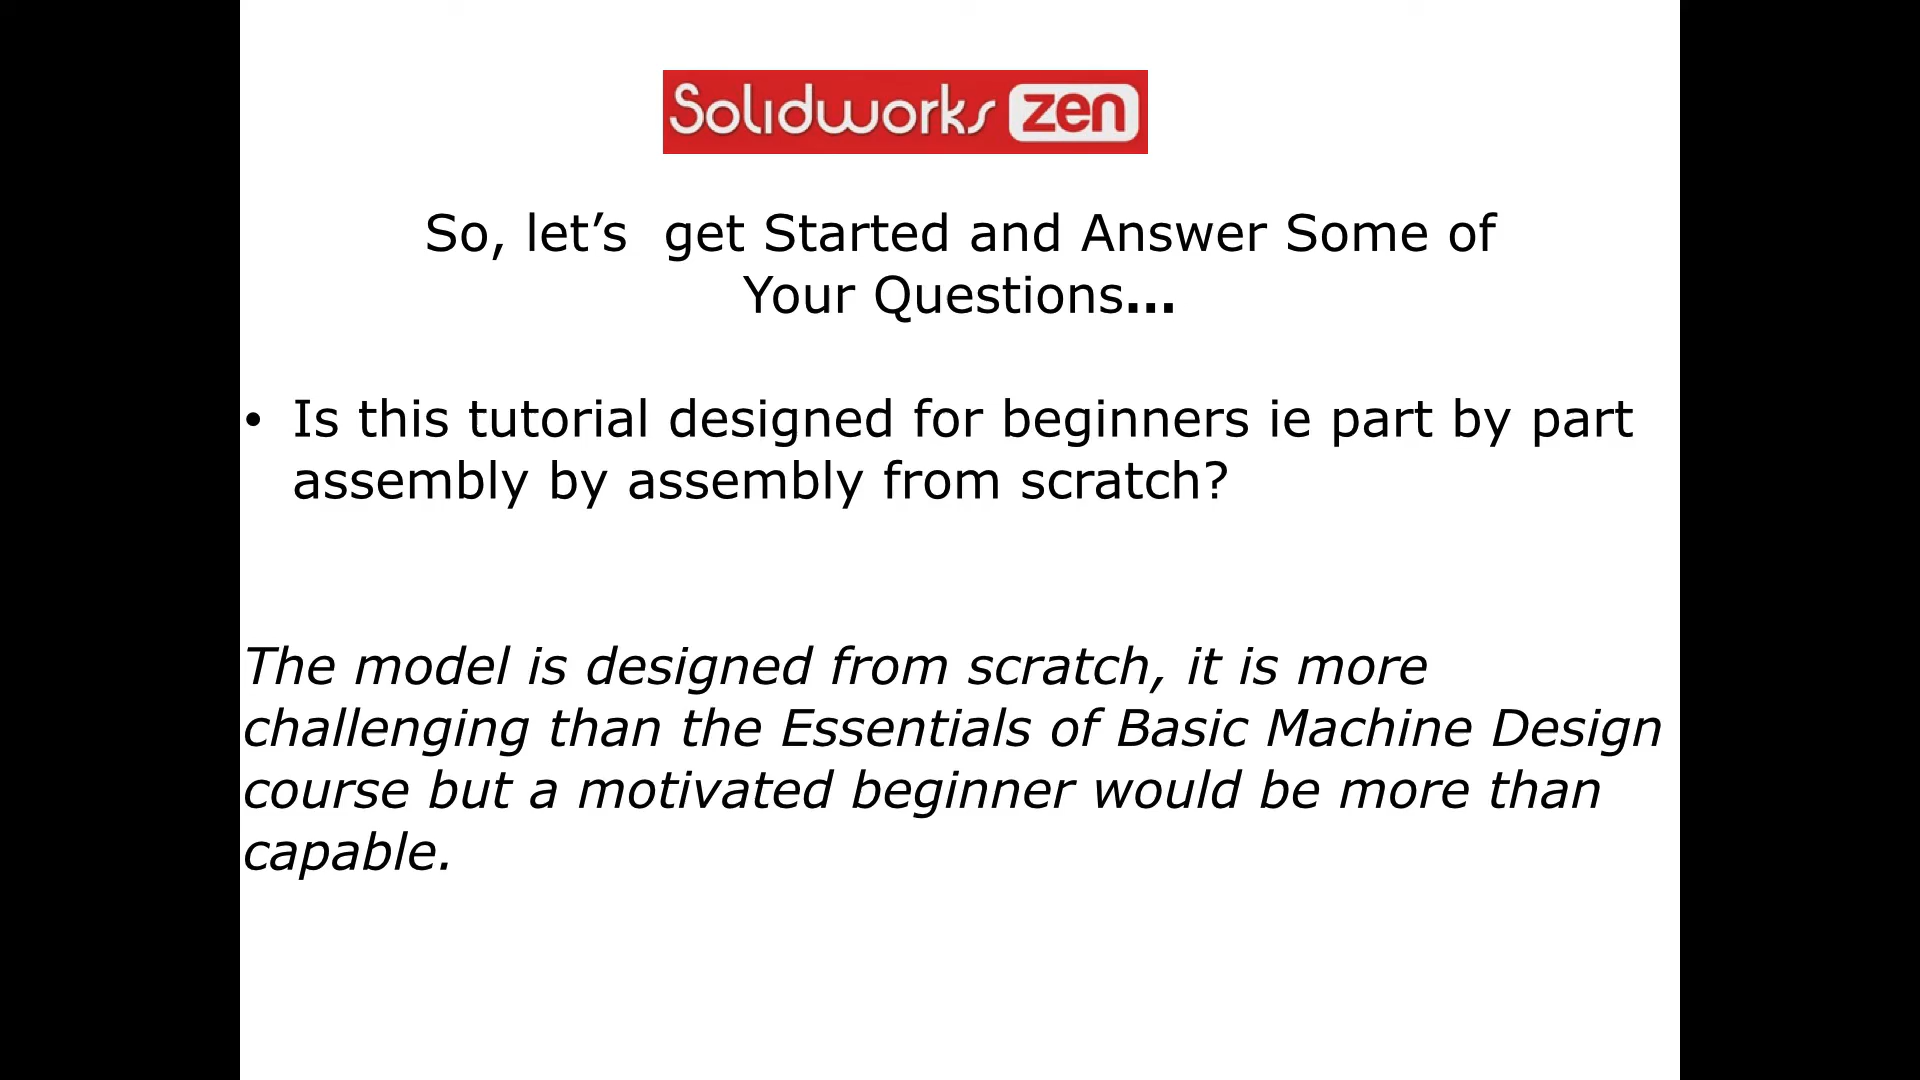 Solidworks zen
So, let’s  get Started and Answer Some of
Your Questions...
• Is this tutorial designed for beginners ie part by part
assembly by assembly from scratch?
The model is designed from scratch, it is more
challenging than the Essentials of Basic Machine Design
course but a motivated beginner would be more than
capable.